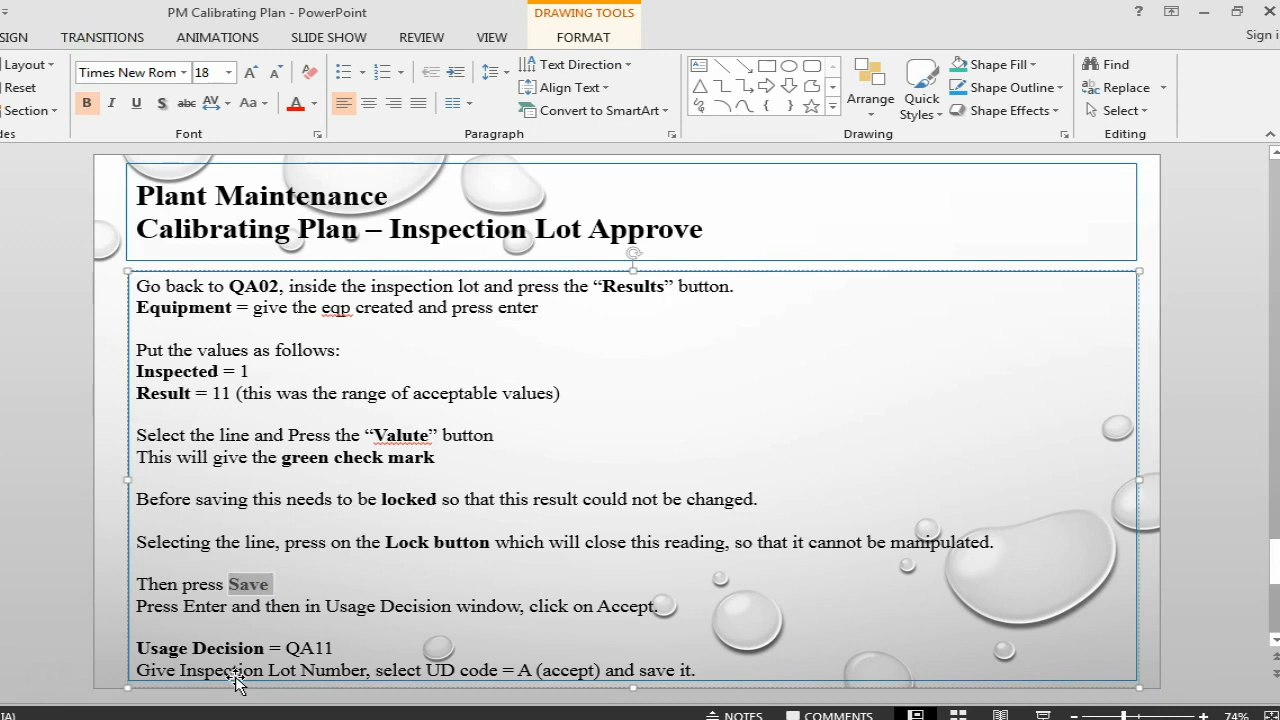 PM Calibrating Plan - PowerPoint
DRAWING TOOLS
?
SIGN
TRANSITIONS
ANIMATIONS
SLIDE SHOW
REVIEW
VIEW
FORMAT
Sign i
Layout
Reset
Section
des
Times New Rom
18
B I U S abc AV Aa A
Font
Text Direction
Align Text
Convert to SmartArt
Paragraph
Arrange
Quick
Styles
Shape Fill
Shape Outline
Shape Effects
Drawing
Find
Replace
Select
Editing
Plant Maintenance
Calibrating Plan – Inspection Lot Approve
Go back to QA02, inside the inspection lot and press the “Results” button.
Equipment = give the eqp created and press enter
Put the values as follows:
Inspected = 1
Result = 11 (this was the range of acceptable values)
Select the line and Press the “Valute” button
This will give the green check mark
Before saving this needs to be locked so that this result could not be changed.
Selecting the line, press on the Lock button which will close this reading, so that it cannot be manipulated.
Then press Save
Press Enter and then in Usage Decision window, click on Accept.
Usage Decision = QA11
Give Inspection Lot Number, select UD code = A (accept) and save it.
IA)
NOTES
COMMENTS
74%